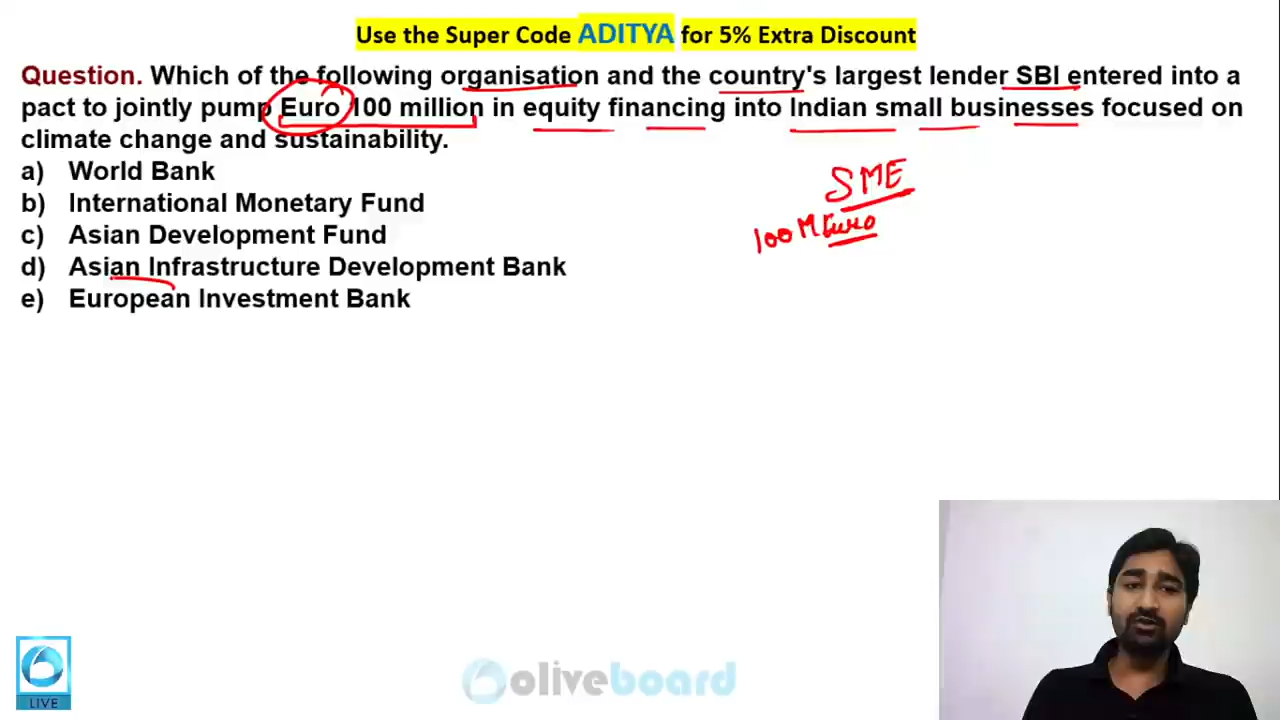 Use the Super Code ADITYA for 5% Extra Discount
Question. Which of the following organisation and the country's largest lender SBI entered into a
pact to jointly pump Euro 100 million in equity financing into Indian small businesses focused on
climate change and sustainability.
a) World Bank
b) International Monetary Fund
c) Asian Development Fund
d) Asian Infrastructure Development Bank
e) European Investment Bank
SME
100 M Euro
LIVE
oliveboard